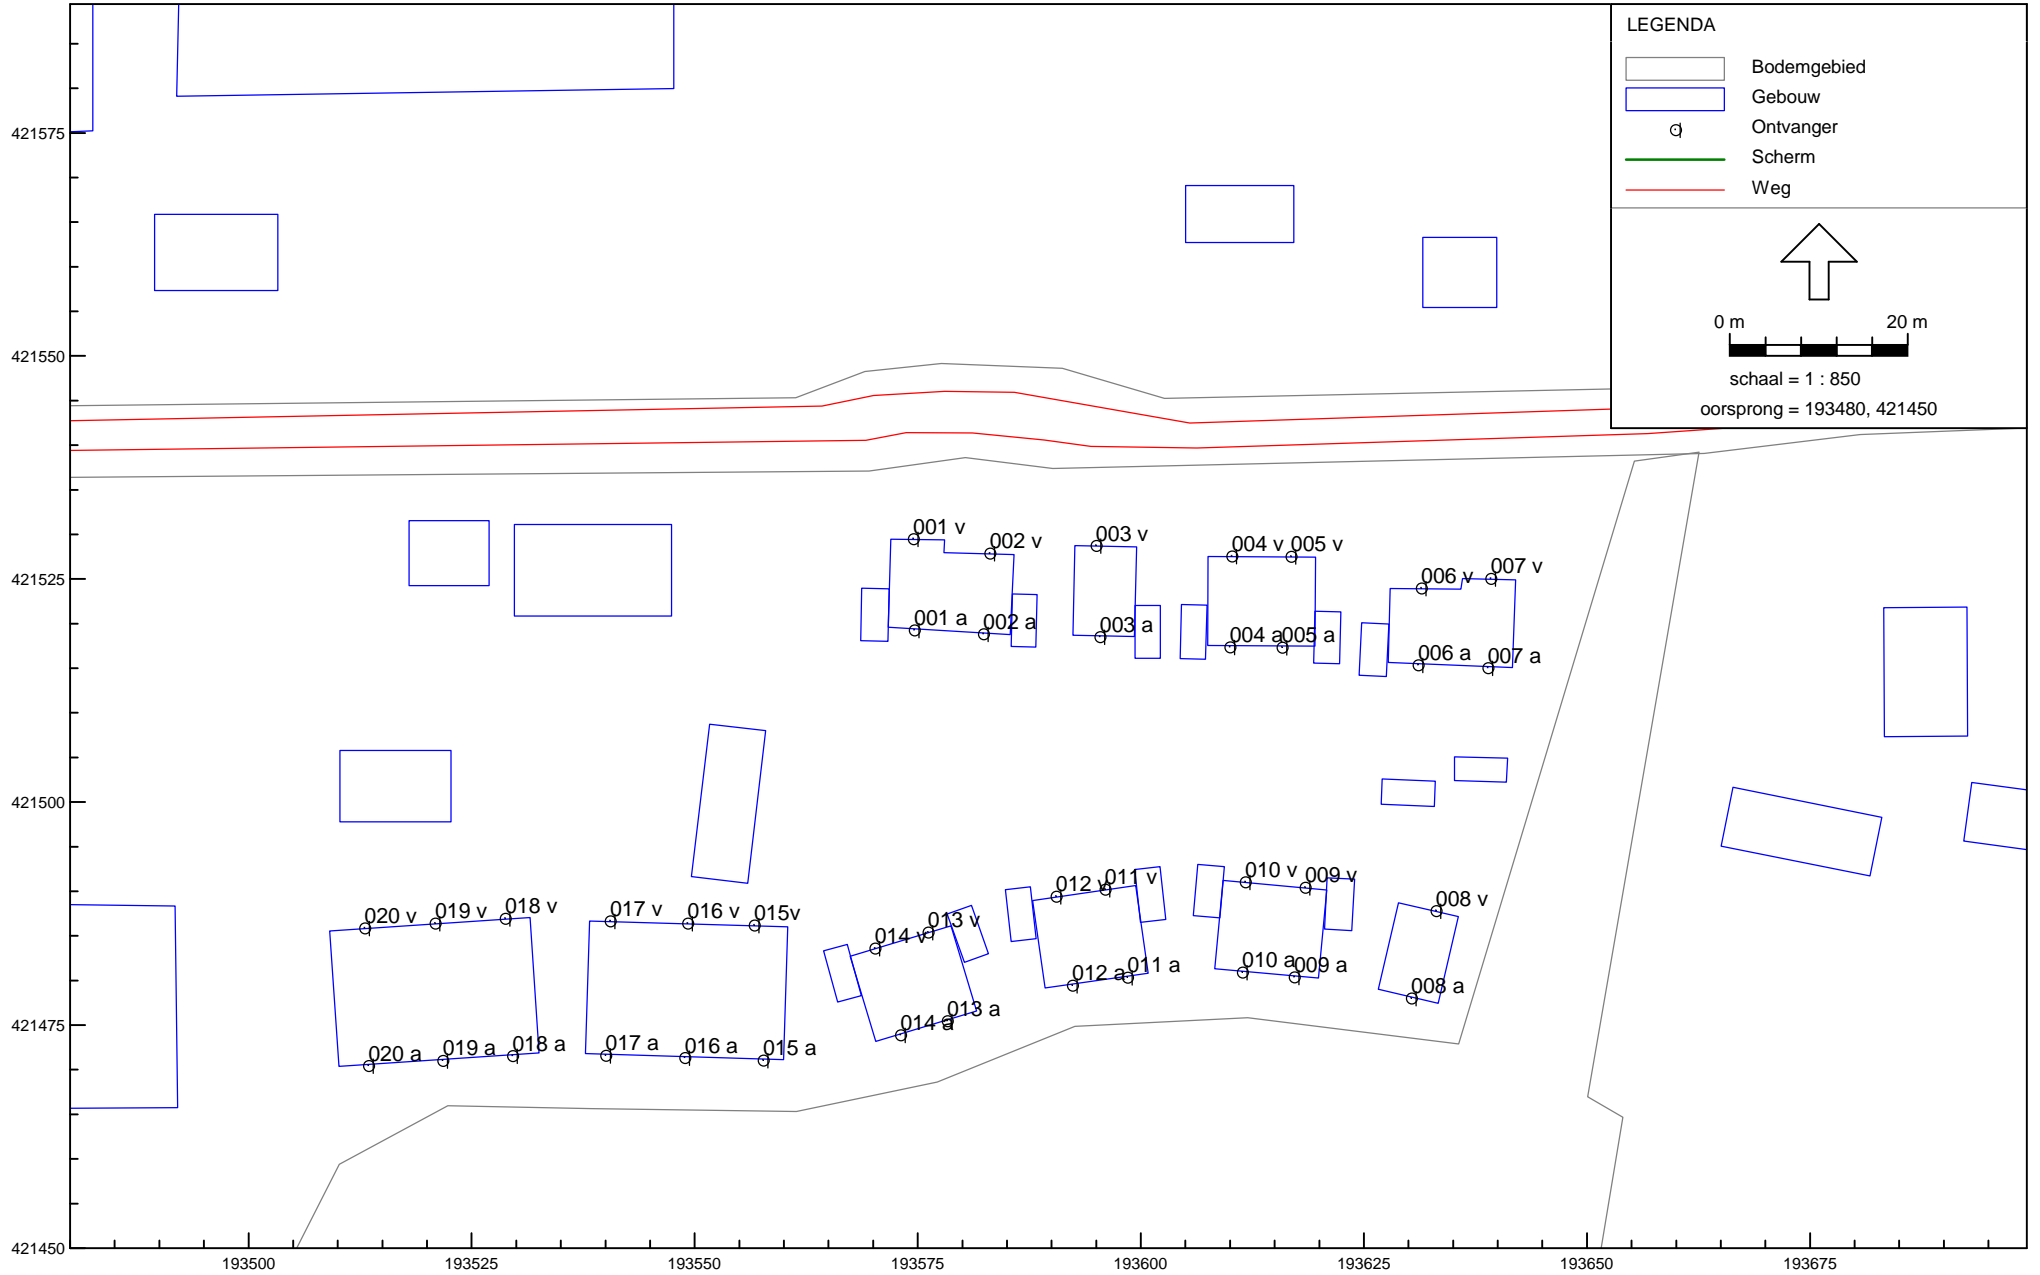 LEGENDA
Bodemgebied
Gebouw
Ontvanger
Scherm
Weg
0 m 20 m
schaal = 1 : 850
oorsprong = 193480, 421450
421575
421550
421525
421500
421475
421450
001 v
002 v
003 v
004 v
005 v
006 v
007 v
001 a
002 a
003 a
004 a
005 a
006 a
007 a
020 v
019 v
018 v
017 v
016 v
015v
014 v
013 v
012 v
011 v
010 v
009 v
008 v
020 a
019 a
018 a
017 a
016 a
015 a
014 a
013 a
012 a
011 a
010 a
009 a
008 a
193500
193525
193550
193575
193600
193625
193650
193675